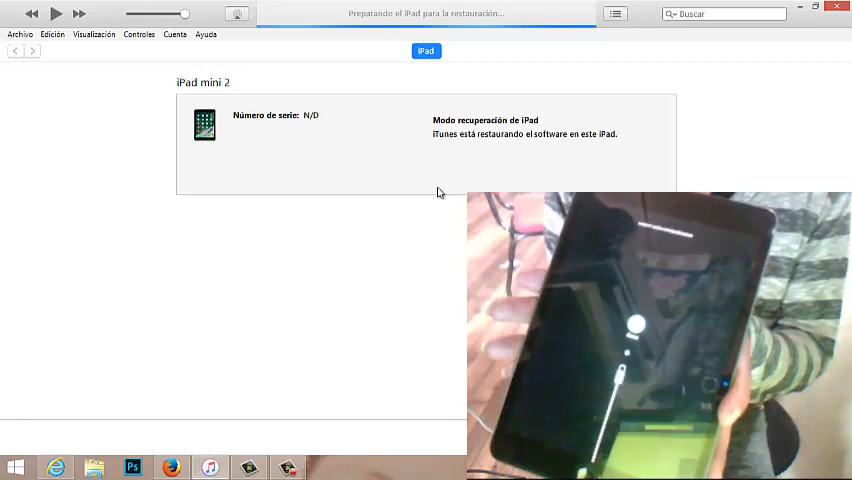 Preparando el iPad para la restauración...
Buscar
Archivo Edición Visualización Controles Cuenta Ayuda
iPad
iPad mini 2
Número de serie: N/D
Modo recuperación de iPad
iTunes está restaurando el software en este iPad.
Ps